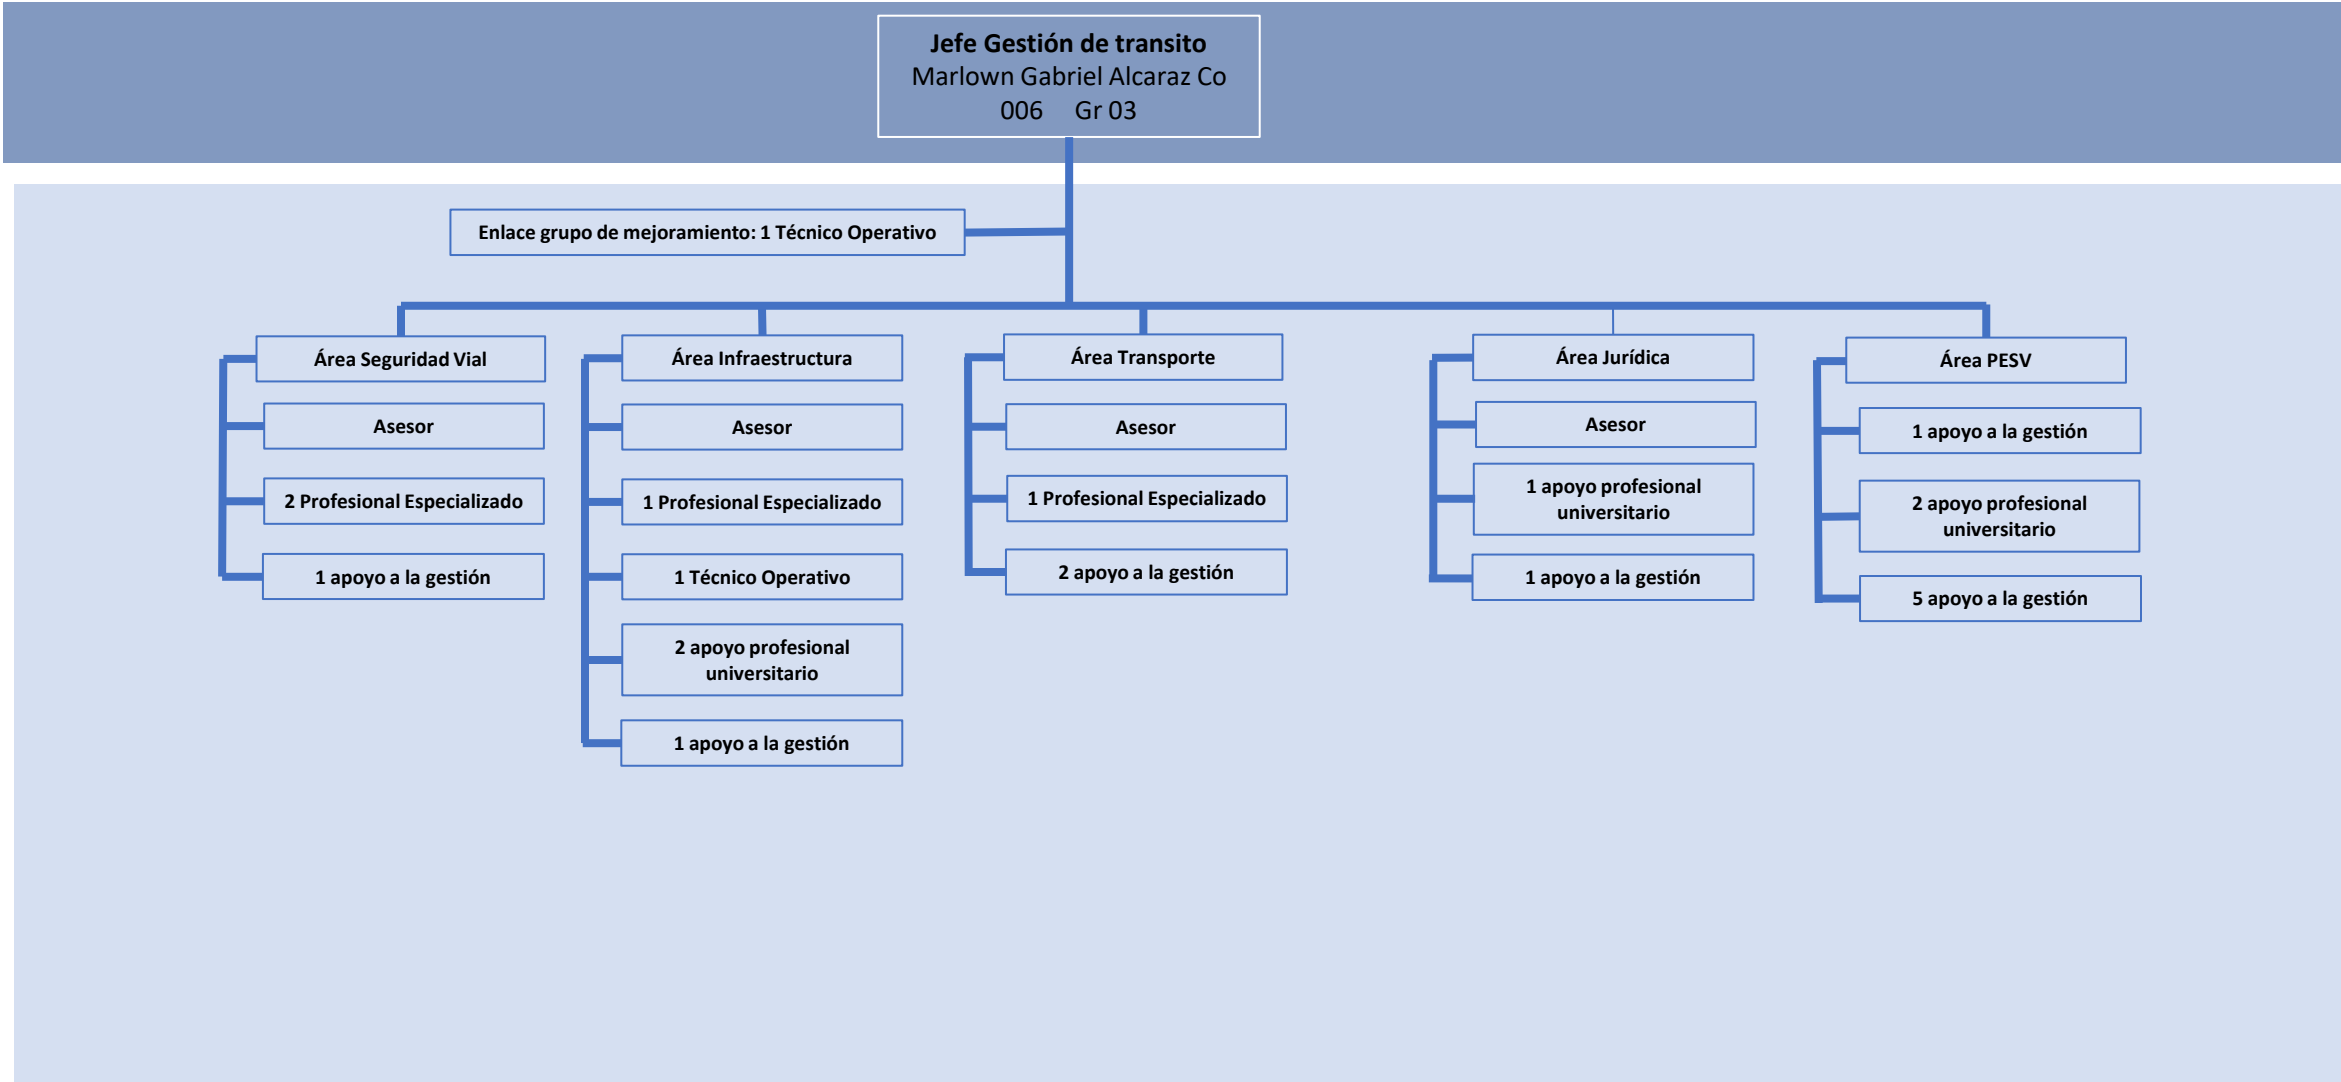 Jefe Gestión de transito
Marlown Gabriel Alcaraz Co
006 Gr 03
Enlace grupo de mejoramiento: 1 Técnico Operativo
Área Seguridad Vial
Asesor
2 Profesional Especializado
1 apoyo a la gestión
Área Infraestructura
Asesor
1 Profesional Especializado
1 Técnico Operativo
2 apoyo profesional
universitario
1 apoyo a la gestión
Área Transporte
Asesor
1 Profesional Especializado
2 apoyo a la gestión
Área Jurídica
Asesor
1 apoyo profesional
universitario
1 apoyo a la gestión
Área PESV
1 apoyo a la gestión
2 apoyo profesional
universitario
5 apoyo a la gestión